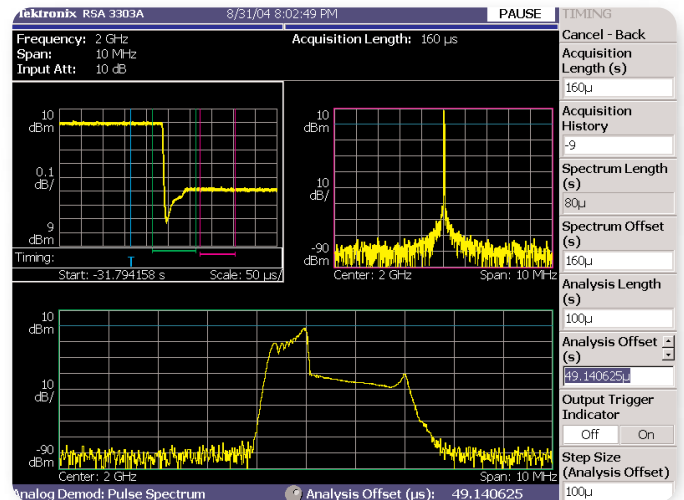 Tektronix RSA 3303A 8/31/04 8:02:49 PM PAUSE TIMING
Frequency: 2 GHz
Span: 10 MHz
Input Att: 10 dB
Acquisition Length: 160 µs
10
dBm
0.1
dB/
9
dBm
Timing:
T
Start: -31.794158 s Scale: 50 µs/
10
dBm
10
dB/
-90
dBm
Center: 2 GHz Span: 10 MHz
10
dBm
10
dB/
-90
dBm
Center: 2 GHz Span: 10 MHz
Analog Demod: Pulse Spectrum Analysis Offset (µs): 49.140625
Cancel - Back
Acquisition
Length (s)
160µ
Acquisition
History
-9
Spectrum Length
(s)
80µ
Spectrum Offset
(s)
160µ
Analysis Length
(s)
100µ
Analysis Offset
(s)
49.140625µ
Output Trigger
Indicator
Off On
Step Size
(Analysis Offset)
100µ